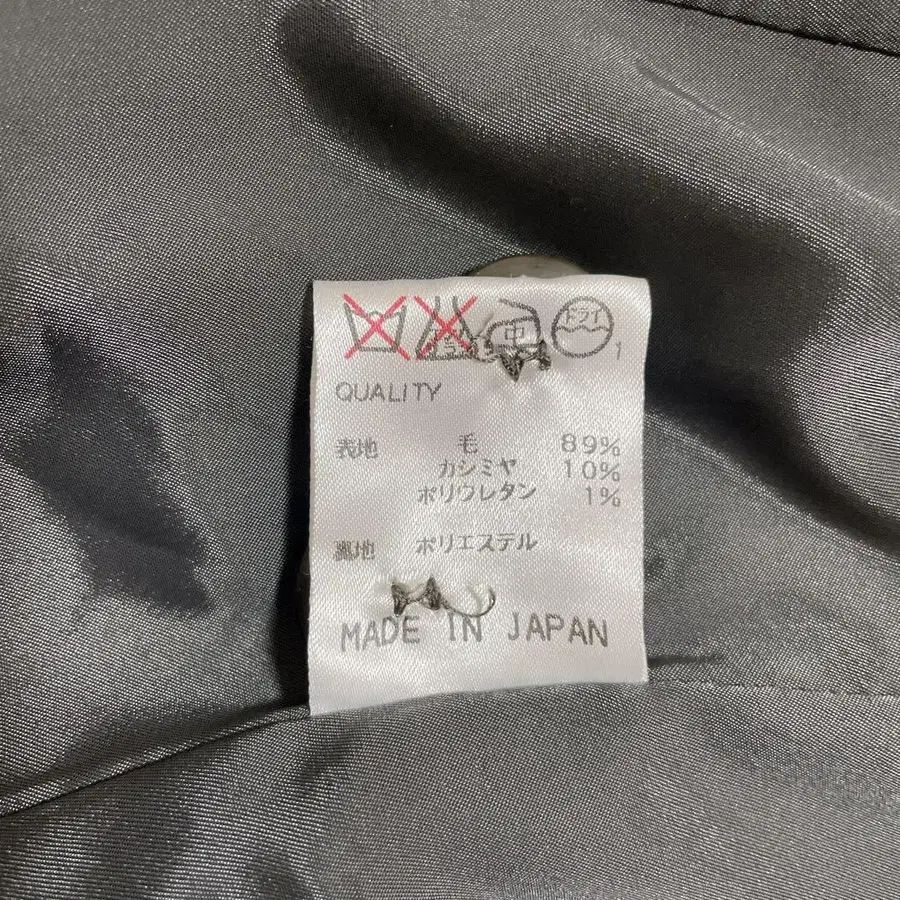 中 ドライ
1
QUALITY
表地 毛 89%
カシミヤ 10%
ポリウレタン 1%
裏地 ポリエステル
MADE IN JAPAN